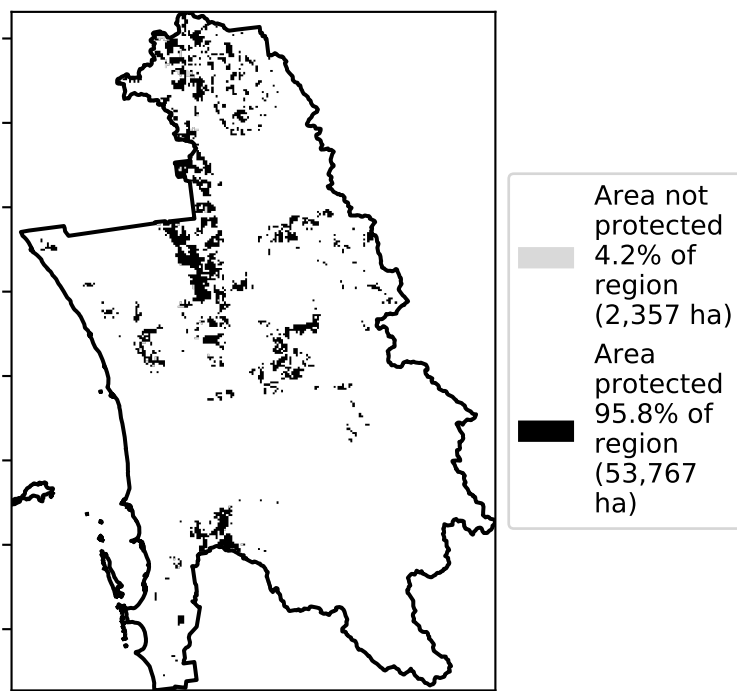 Area not
protected
4.2% of
region
(2,357 ha)
Area
protected
95.8% of
region
(53,767
ha)